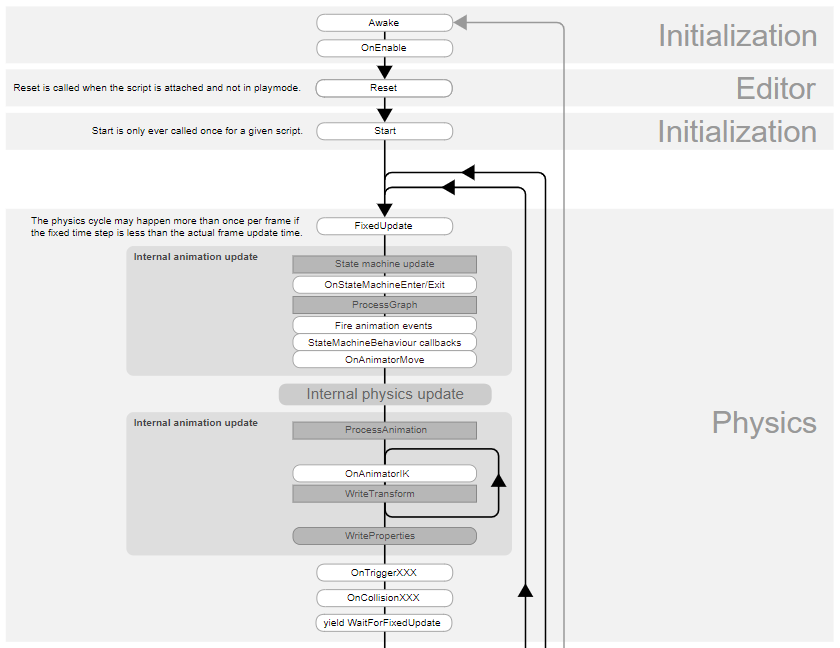 Awake
OnEnable
Initialization
Reset is called when the script is attached and not in playmode.
Reset
Editor
Start is only ever called once for a given script.
Start
Initialization
The physics cycle may happen more than once per frame if
the fixed time step is less than the actual frame update time.
FixedUpdate
Internal animation update
State machine update
OnStateMachineEnter/Exit
ProcessGraph
Fire animation events
StateMachineBehaviour callbacks
OnAnimatorMove
Internal physics update
Physics
Internal animation update
ProcessAnimation
OnAnimatorIK
WriteTransform
WriteProperties
OnTriggerXXX
OnCollisionXXX
yield WaitForFixedUpdate